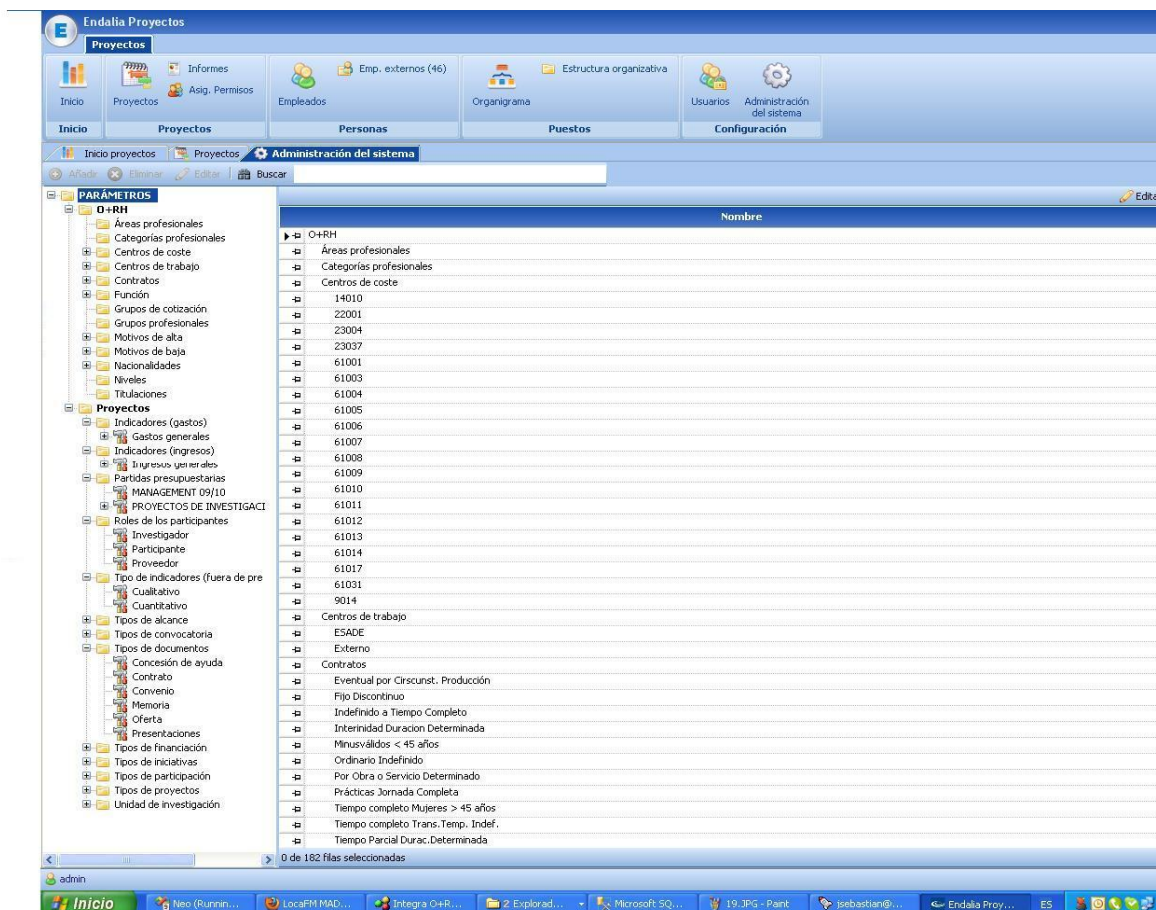 Endalia Proyectos
Proyectos
Informes
Asig. Permisos
Emp. externos (46)
Estructura organizativa
Inicio
Proyectos
Empleados
Organigrama
Usuarios
Administración
del sistema
Inicio
Proyectos
Personas
Puestos
Configuración
Inicio proyectos
Proyectos
Administración del sistema
Añadir
Eliminar
Editar
Buscar
PARÁMETROS
O+RH
Áreas profesionales
Categorías profesionales
Centros de coste
Centros de trabajo
Contratos
Función
Grupos de cotización
Grupos profesionales
Motivos de alta
Motivos de baja
Nacionalidades
Niveles
Titulaciones
Proyectos
Indicadores (gastos)
Gastos generales
Indicadores (ingresos)
Ingresos generales
Partidas presupuestarias
MANAGEMENT 09/10
PROYECTOS DE INVESTIGACI
Roles de los participantes
Investigador
Participante
Proveedor
Tipo de indicadores (fuera de pre
Cualitativo
Cuantitativo
Tipos de alcance
Tipos de convocatoria
Tipos de documentos
Concesión de ayuda
Contrato
Convenio
Memoria
Oferta
Presentaciones
Tipos de financiación
Tipos de iniciativas
Tipos de participación
Tipos de proyectos
Unidad de investigación
Edita
Nombre
O+RH
Áreas profesionales
Categorías profesionales
Centros de coste
14010
22001
23004
23037
61001
61003
61004
61005
61006
61007
61008
61009
61010
61011
61012
61013
61014
61017
61031
9014
Centros de trabajo
ESADE
Externo
Contratos
Eventual por Cirscunst. Producción
Fijo Discontinuo
Indefinido a Tiempo Completo
Interinidad Duracion Determinada
Minusválidos < 45 años
Ordinario Indefinido
Por Obra o Servicio Determinado
Prácticas Jornada Completa
Tiempo completo Mujeres > 45 años
Tiempo completo Trans.Temp. Indef.
Tiempo Parcial Durac.Determinada
0 de 182 filas seleccionadas
admin
Inicio
Neo (Runnin...
LocaFM MAD...
Integra O+R...
2 Explorad...
Microsoft SQ...
19.JPG - Paint
jsebastian@...
Endalia Proy...
ES